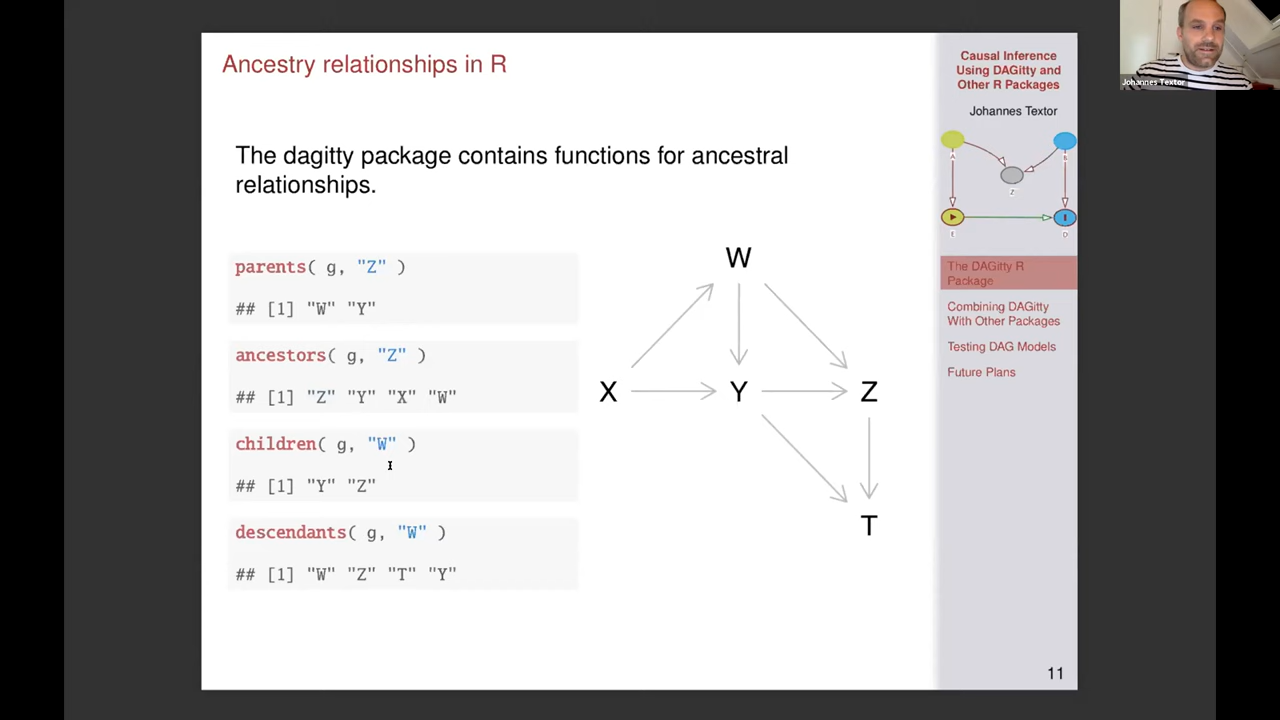 Ancestry relationships in R
The dagitty package contains functions for ancestral
relationships.
parents( g, "Z" )
## [1] "W" "Y"
ancestors( g, "Z" )
## [1] "Z" "Y" "X" "W"
children( g, "W" )
## [1] "Y" "Z"
descendants( g, "W" )
## [1] "W" "Z" "T" "Y"
W
X
Y
Z
T
Causal Inference
Using DAGitty and
Other R Packages
Johannes Textor
A
B
Z
E
D
The DAGitty R
Package
Combining DAGitty
With Other Packages
Testing DAG Models
Future Plans
11
Johannes Textor